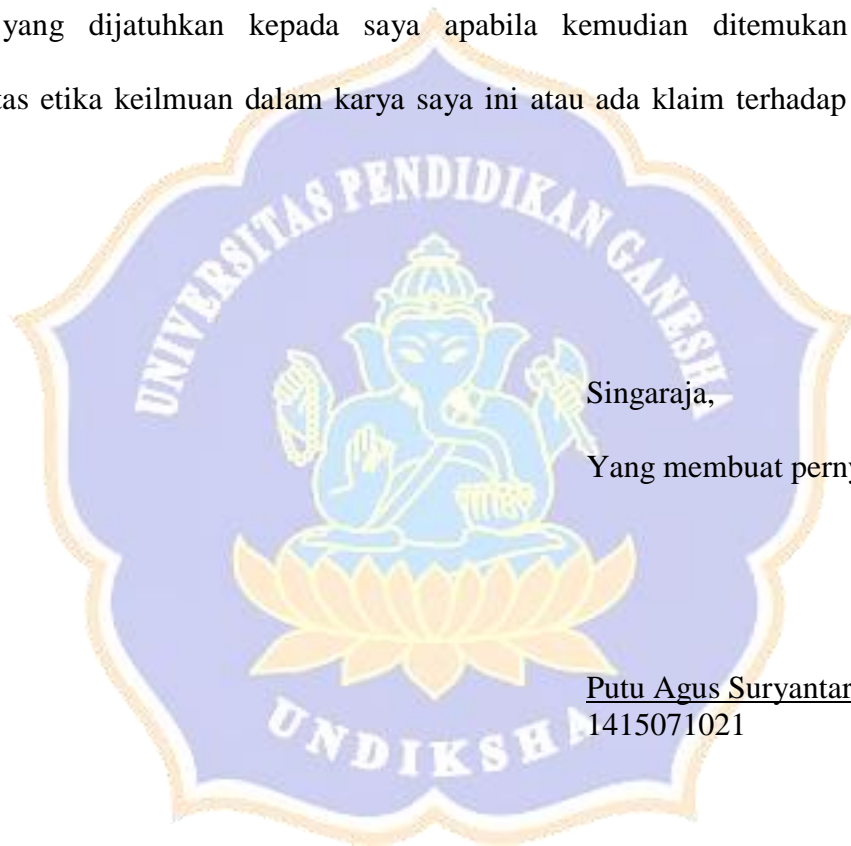 yang dijatuhkan kepada saya apabila kemudian ditemukan
tas etika keilmuan dalam karya saya ini atau ada klaim terhadap
UNIVERSITAS PENDIDIKAN GANESHA
Singaraja,
Yang membuat perny
Putu Agus Suryantar
1415071021
UNDIKSHA